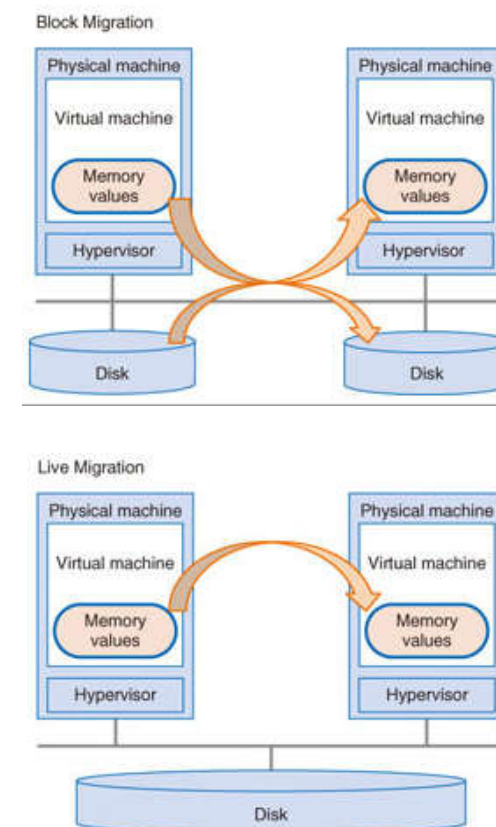 Block Migration
Physical machine
Physical machine
Virtual machine
Virtual machine
Memory
values
Memory
values
Hypervisor
Hypervisor
Disk
Disk
Live Migration
Physical machine
Physical machine
Virtual machine
Virtual machine
Memory
values
Memory
values
Hypervisor
Hypervisor
Disk